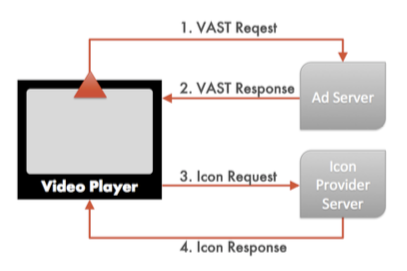 1. VAST Reqest
2. VAST Response
Ad Server
Video Player
3. Icon Request
Icon
Provider
Server
4. Icon Response